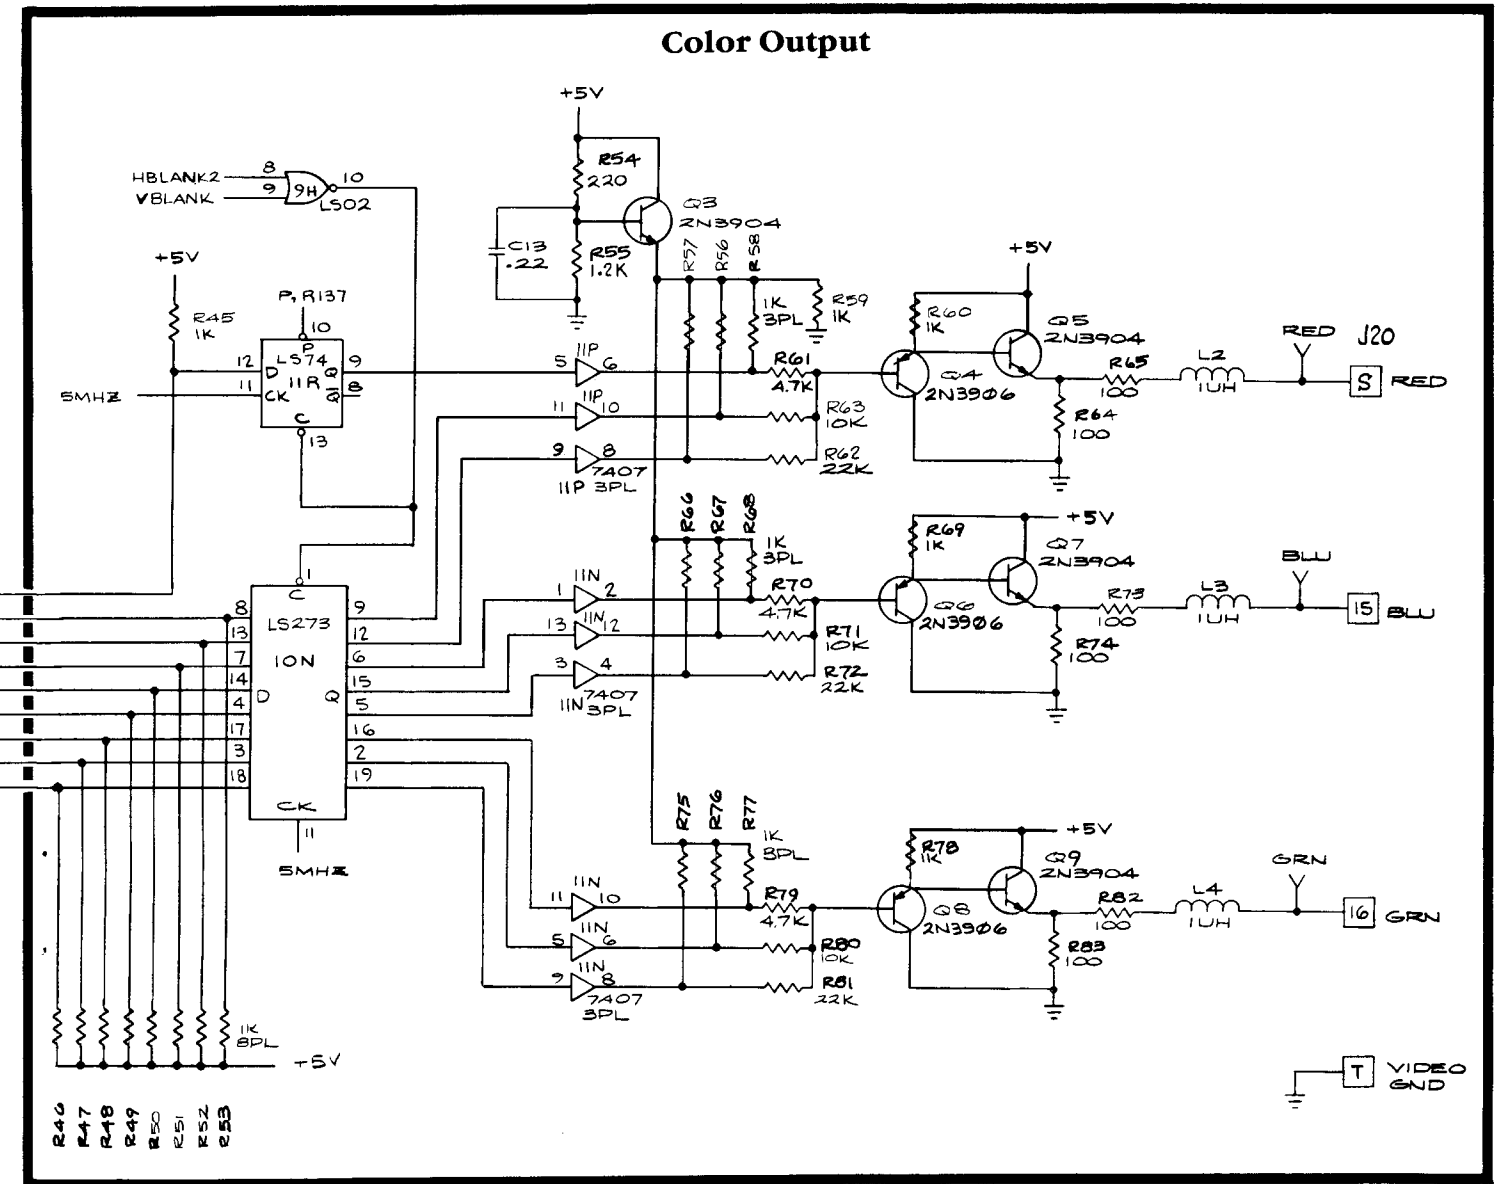 Color Output
+5V
R54
220
HBLANK2
8
9H
10
VBLANK
9
LS02
Q3
2N3904
C13
.22
R55
1.2K
R57
R56
R58
1K
3PL
R59
1K
+5V
R45
1K
P, R137
10
P
12
D
LS74
Q
9
11
CK
11R
Q
8
5MHZ
C
13
5
11P
6
11
11P
10
9
8
7407
11P 3PL
R61
4.7K
R63
10K
R62
22K
+5V
R60
1K
Q5
2N3904
Q4
2N3906
R65
100
R64
100
L2
1UH
RED
J20
S
RED
R66
R67
R68
1K
3PL
1
11N
2
13
11N
12
3
4
7407
11N 3PL
R70
4.7K
R71
10K
R72
22K
+5V
R69
1K
Q7
2N3904
Q6
2N3906
R73
100
R74
100
L3
1UH
BLU
15
BLU
1
C
LS273
10N
D
Q
CK
8
13
7
14
4
17
3
18
9
12
6
15
5
16
2
19
11
5MHZ
R75
R76
R77
1K
3PL
11
11N
10
5
11N
6
9
11N
8
7407
3PL
R79
4.7K
R80
10K
R81
22K
+5V
R78
1K
Q9
2N3904
Q8
2N3906
R82
100
R83
100
L4
1UH
GRN
16
GRN
1K
8PL
+5V
R46
R47
R48
R49
R50
R51
R52
R53
T
VIDEO
GND